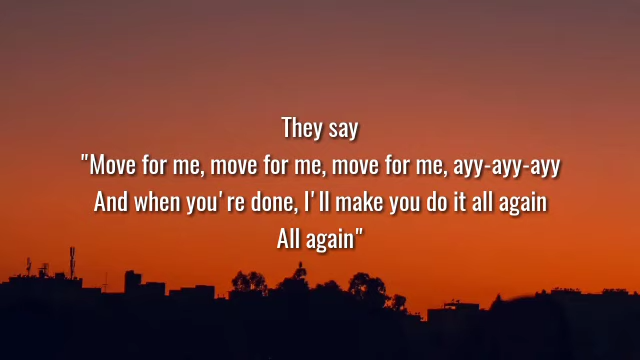 They say
"Move for me, move for me, move for me, ayy-ayy-ayy
And when you're done, I'll make you do it all again
All again"